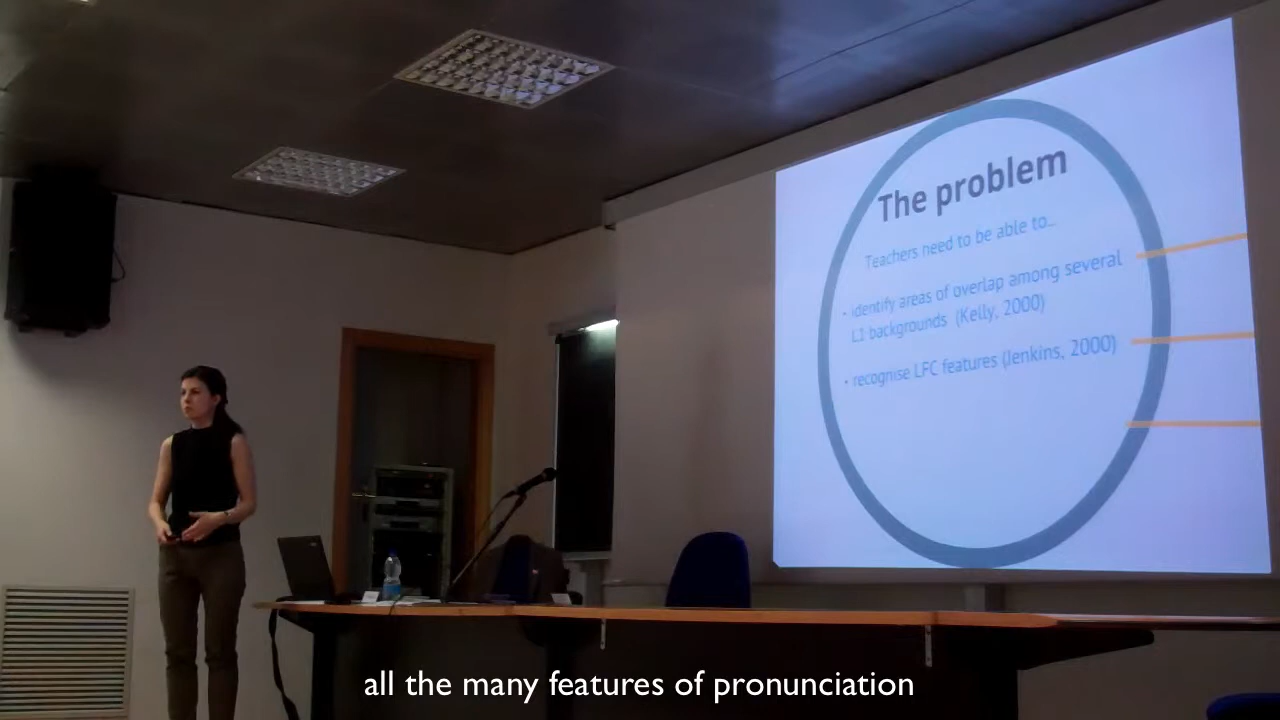 The problem
Teachers need to be able to...
• identify areas of overlap among several
L1 backgrounds (Kelly, 2000)
• recognise LFC features (Jenkins, 2000)
all the many features of pronunciation